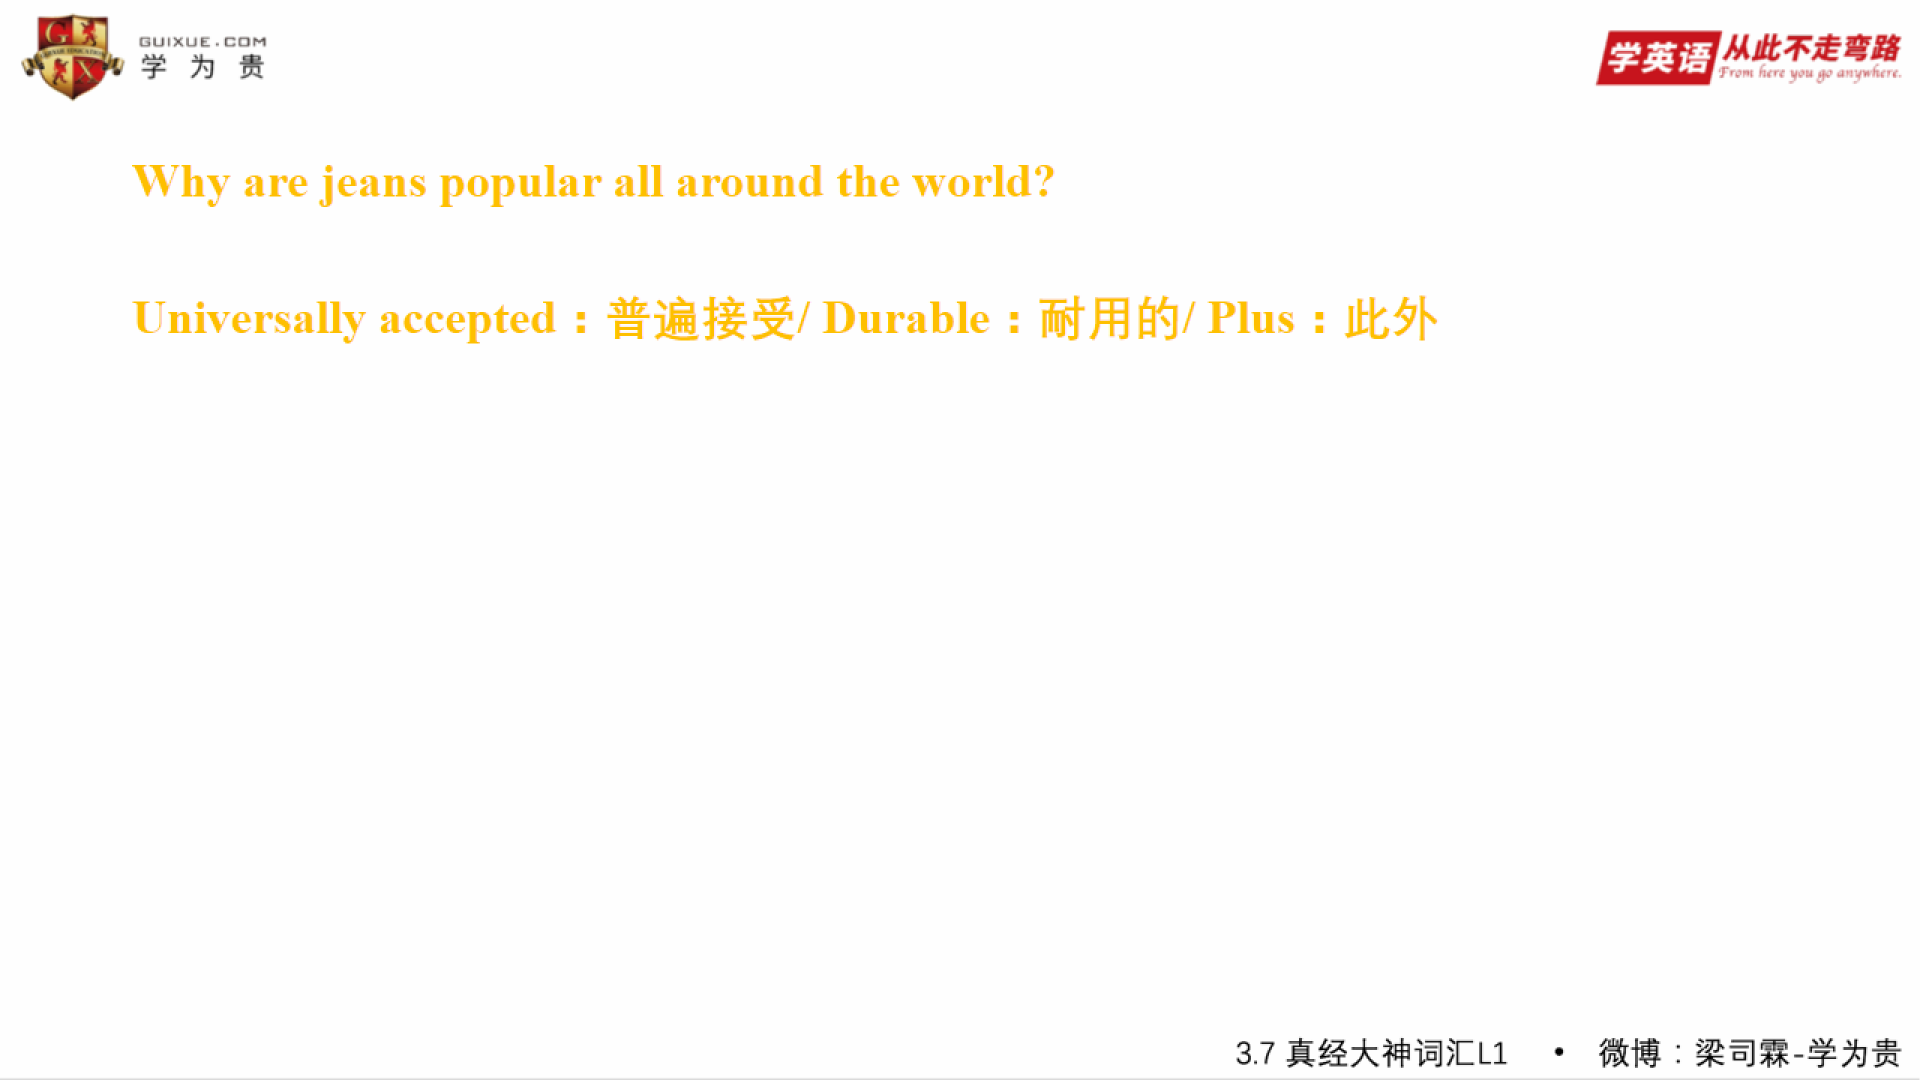 GUIXUE.COM
学为贵
学英语 从此不走弯路
From here you go anywhere.
Why are jeans popular all around the world?
Universally accepted：普遍接受/ Durable：耐用的/ Plus：此外
3.7 真经大神词汇L1 • 微博：梁司霖-学为贵